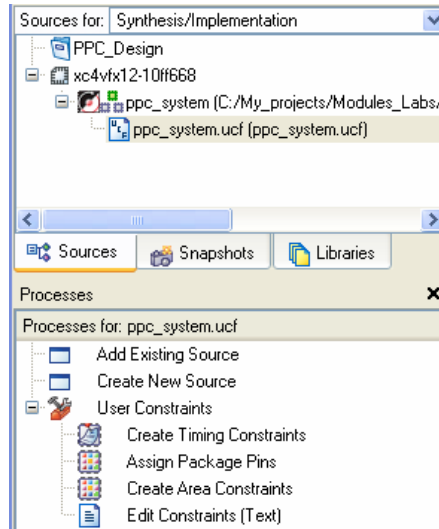 Sources for: Synthesis/Implementation
PPC_Design
xc4vfx12-10ff668
ppc_system (C:/My_projects/Modules_Labs/
ppc_system.ucf (ppc_system.ucf)
Sources Snapshots Libraries
Processes
Processes for: ppc_system.ucf
Add Existing Source
Create New Source
User Constraints
Create Timing Constraints
Assign Package Pins
Create Area Constraints
Edit Constraints (Text)